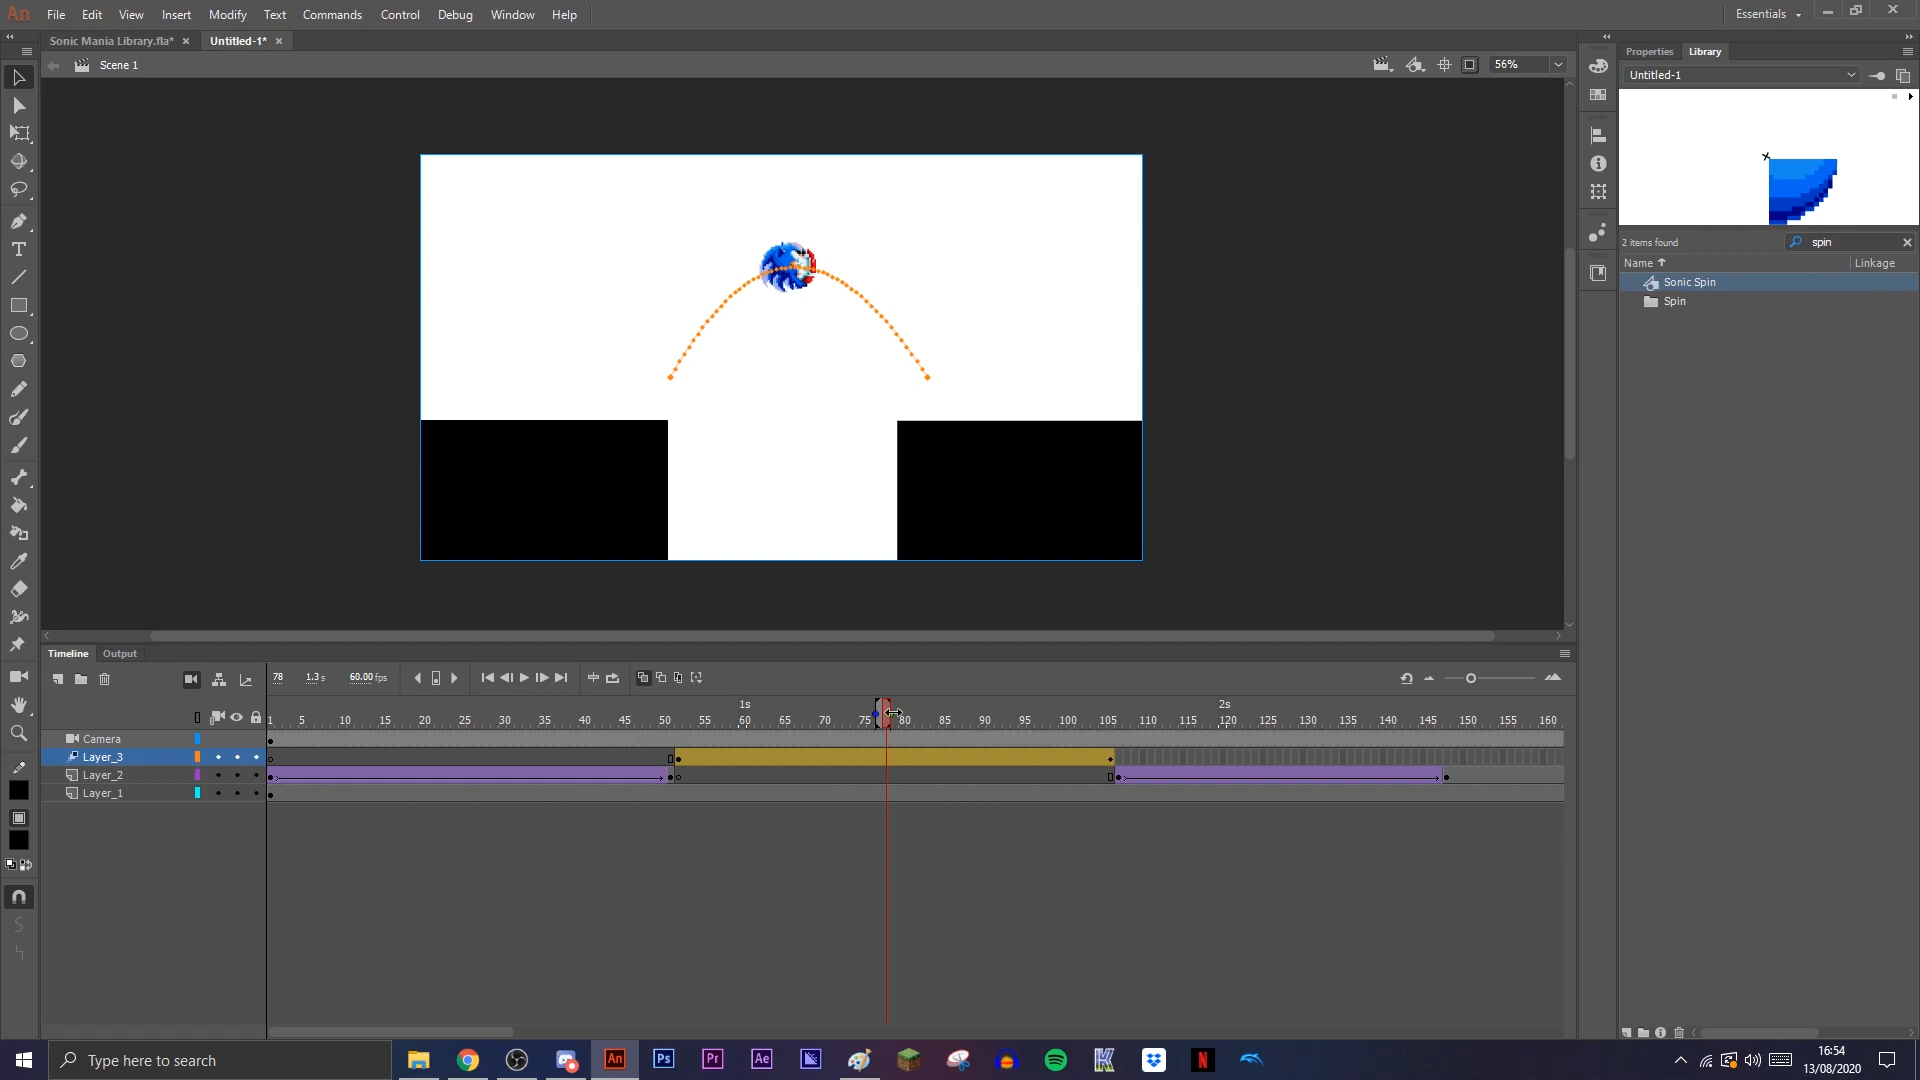 An File Edit View Insert Modify Text Commands Control Debug Window Help Essentials
Sonic Mania Library.fla* × Untitled-1* ×
Scene 1 56%
Properties Library
Untitled-1
2 items found spin
Name Linkage
Sonic Spin
Spin
Timeline Output
78 1.3 s 60.00 fps
1s 2s
1 5 10 15 20 25 30 35 40 45 50 55 60 65 70 75 80 85 90 95 100 105 110 115 120 125 130 135 140 145 150 155 160
Camera
Layer_3
Layer_2
Layer_1
Type here to search
An Ps Pr Ae
N
16:54
13/08/2020